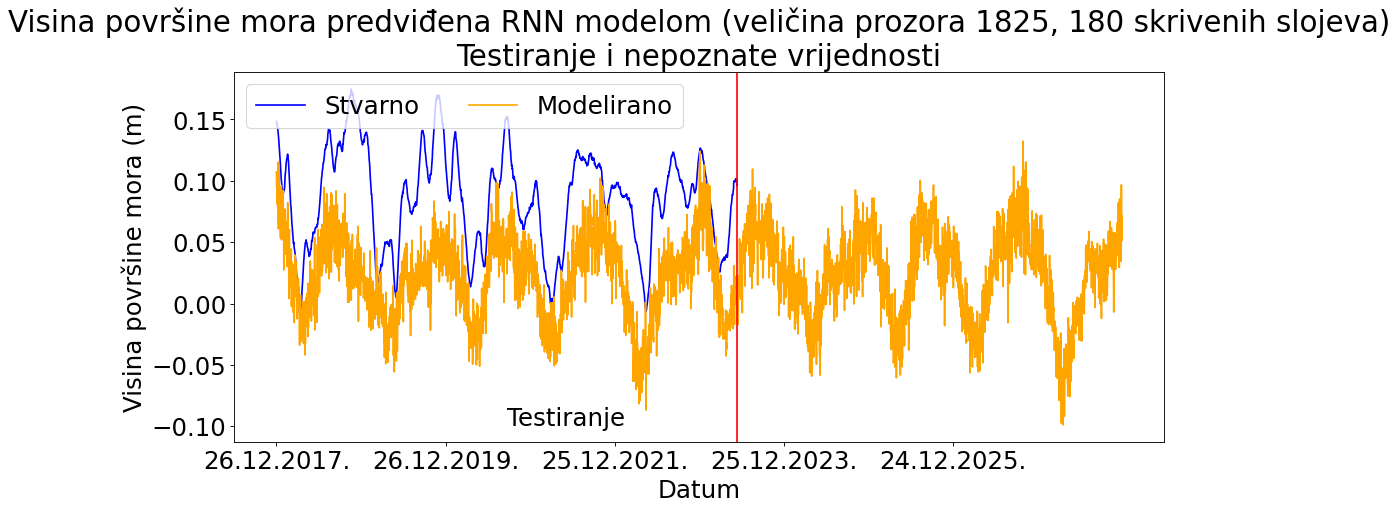 Visina površine mora predviđena RNN modelom (veličina prozora 1825, 180 skrivenih slojeva)
Testiranje i nepoznate vrijednosti
Stvarno Modelirano
Visina površine mora (m)
0.15
0.10
0.05
0.00
−0.05
−0.10
Testiranje
26.12.2017. 26.12.2019. 25.12.2021. 25.12.2023. 24.12.2025.
Datum